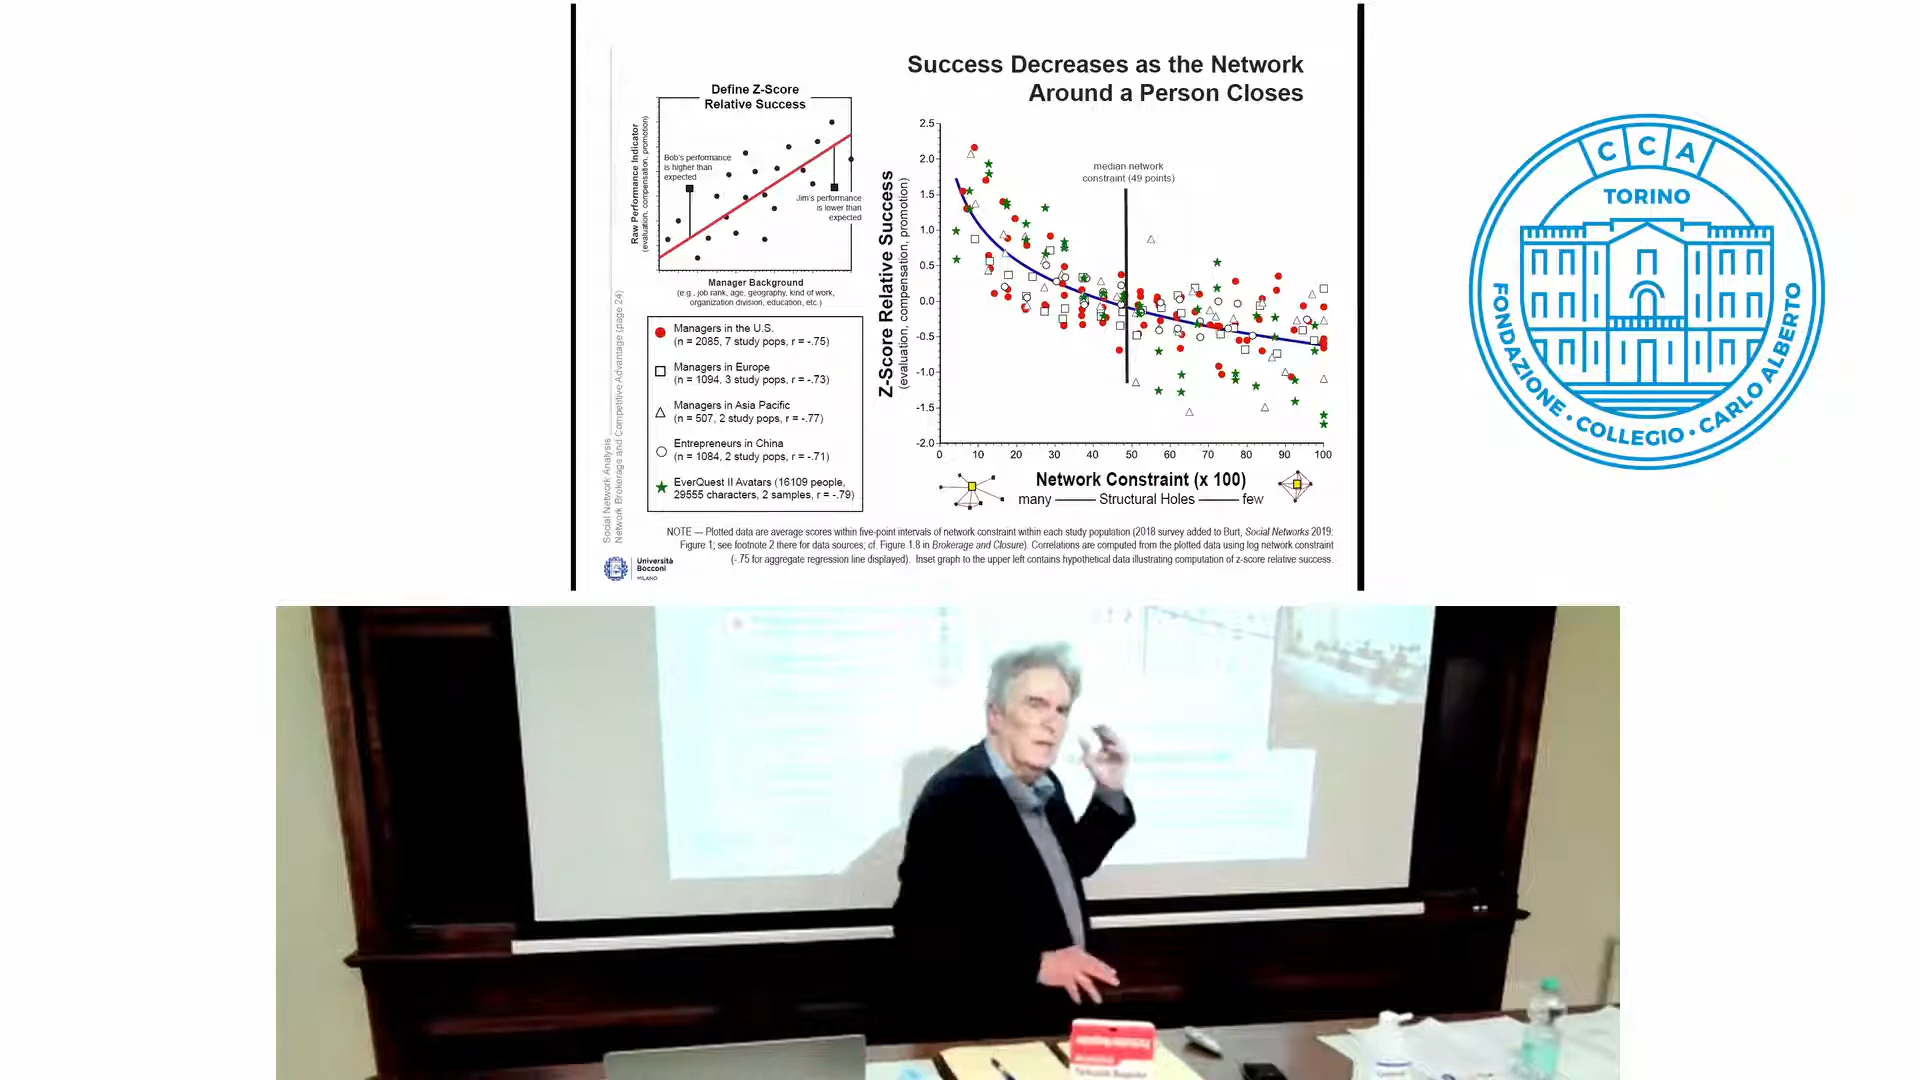 Success Decreases as the Network
Around a Person Closes
Define Z-Score
Relative Success
Raw Performance Indicator
(evaluation, compensation, promotion)
Bob's performance
is higher than
expected
Jim's performance
is lower than
expected
Manager Background
(e.g., job rank, age, geography, kind of work,
organization division, education, etc.)
Managers in the U.S.
(n = 2085, 7 study pops, r = -.75)
Managers in Europe
(n = 1094, 3 study pops, r = -.73)
Managers in Asia Pacific
(n = 507, 2 study pops, r = -.77)
Entrepreneurs in China
(n = 1084, 2 study pops, r = -.71)
EverQuest II Avatars (16109 people,
29555 characters, 2 samples, r = -.79)
Z-Score Relative Success
(evaluation, compensation, promotion)
2.5
2.0
1.5
1.0
0.5
0.0
-0.5
-1.0
-1.5
-2.0
median network
constraint (49 points)
0 10 20 30 40 50 60 70 80 90 100
Network Constraint (x 100)
many Structural Holes few
Social Network Analysis
Network Brokerage and Competitive Advantage (page 24)
NOTE — Plotted data are average scores within five-point intervals of network constraint within each study population (2018 survey added to Burt, Social Networks 2019:
Figure 1; see footnote 2 there for data sources; cf. Figure 1.8 in Brokerage and Closure). Correlations are computed from the plotted data using log network constraint
(-.75 for aggregate regression line displayed). Inset graph to the upper left contains hypothetical data illustrating computation of z-score relative success.
Università
Bocconi
MILANO
CCA
TORINO
FONDAZIONE • COLLEGIO • CARLO ALBERTO